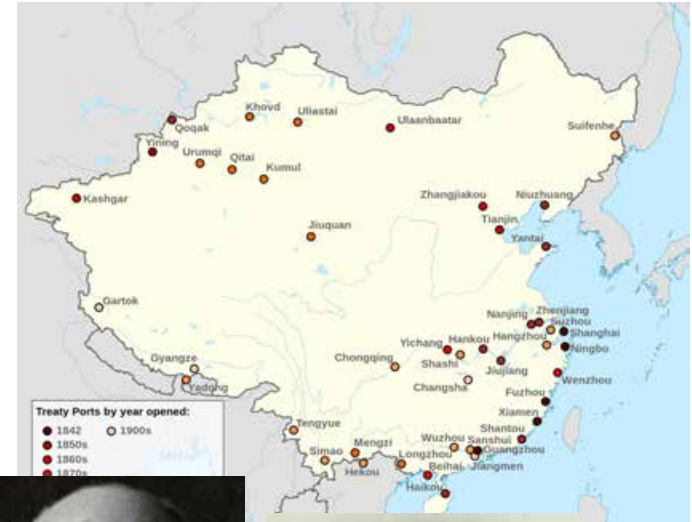 Khovd
Uliastai
Ulaanbaatar
Suifenhe
Qoqak
Yining
Urumqi
Qitai
Kumul
Kashgar
Zhangjiakou
Niuzhuang
Tianjin
Yantai
Jiuquan
Gartok
Nanjing
Zhenjiang
Suzhou
Shanghai
Hangzhou
Ningbo
Yichang
Hankou
Chongqing
Shashi
Jiujiang
Wenzhou
Changsha
Gyangze
Yadong
Fuzhou
Xiamen
Shantou
Tengyue
Wuzhou
Sanshui
Guangzhou
Simao
Mengzi
Longzhou
Jiangmen
Hekou
Beihai
Haikou
Treaty Ports by year opened:
1842
1900s
1850s
1860s
1870s